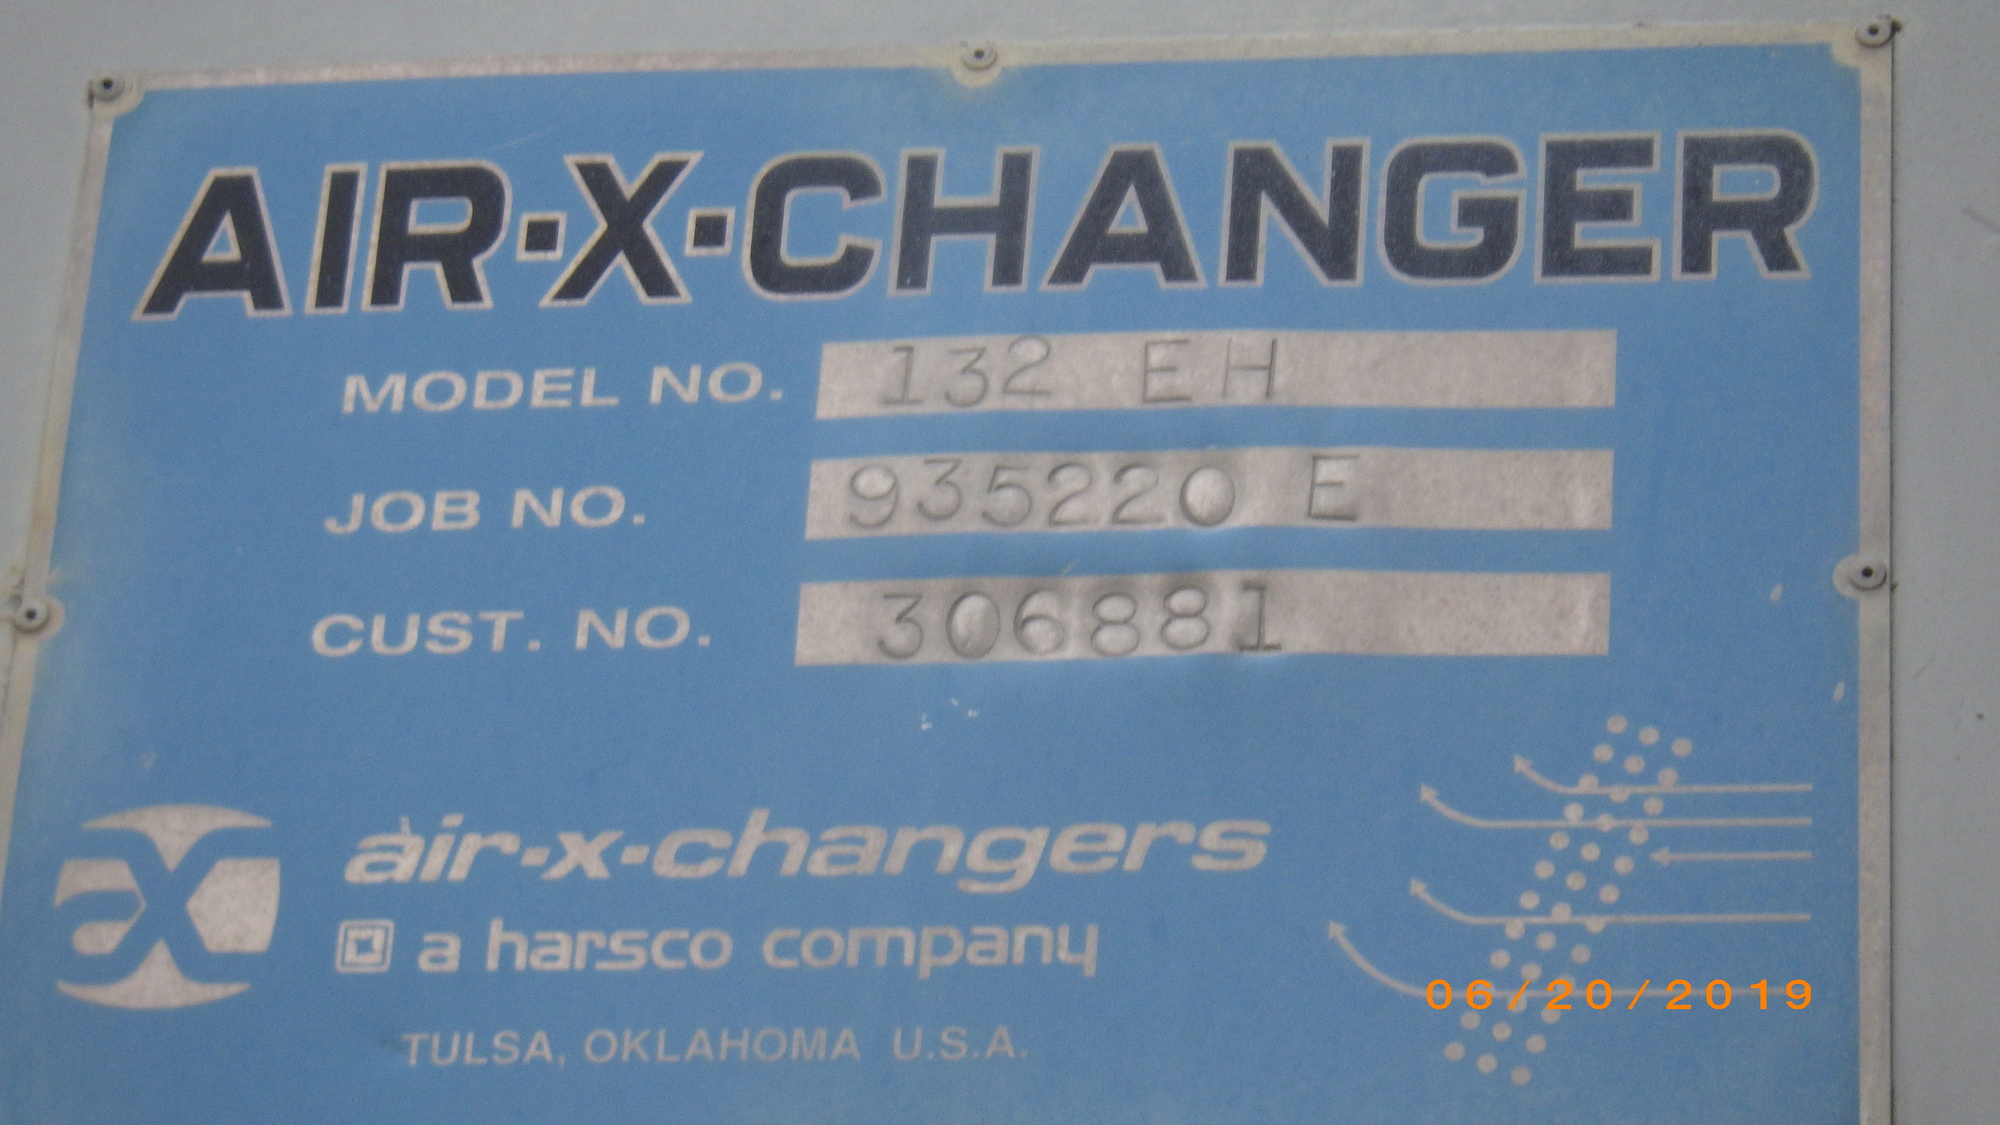 AIR·X·CHANGER
MODEL NO. 132 EH
JOB NO. 935220 E
CUST. NO. 306881
ax
air-x-changers
a harsco company
06/20/2019
TULSA, OKLAHOMA U.S.A.